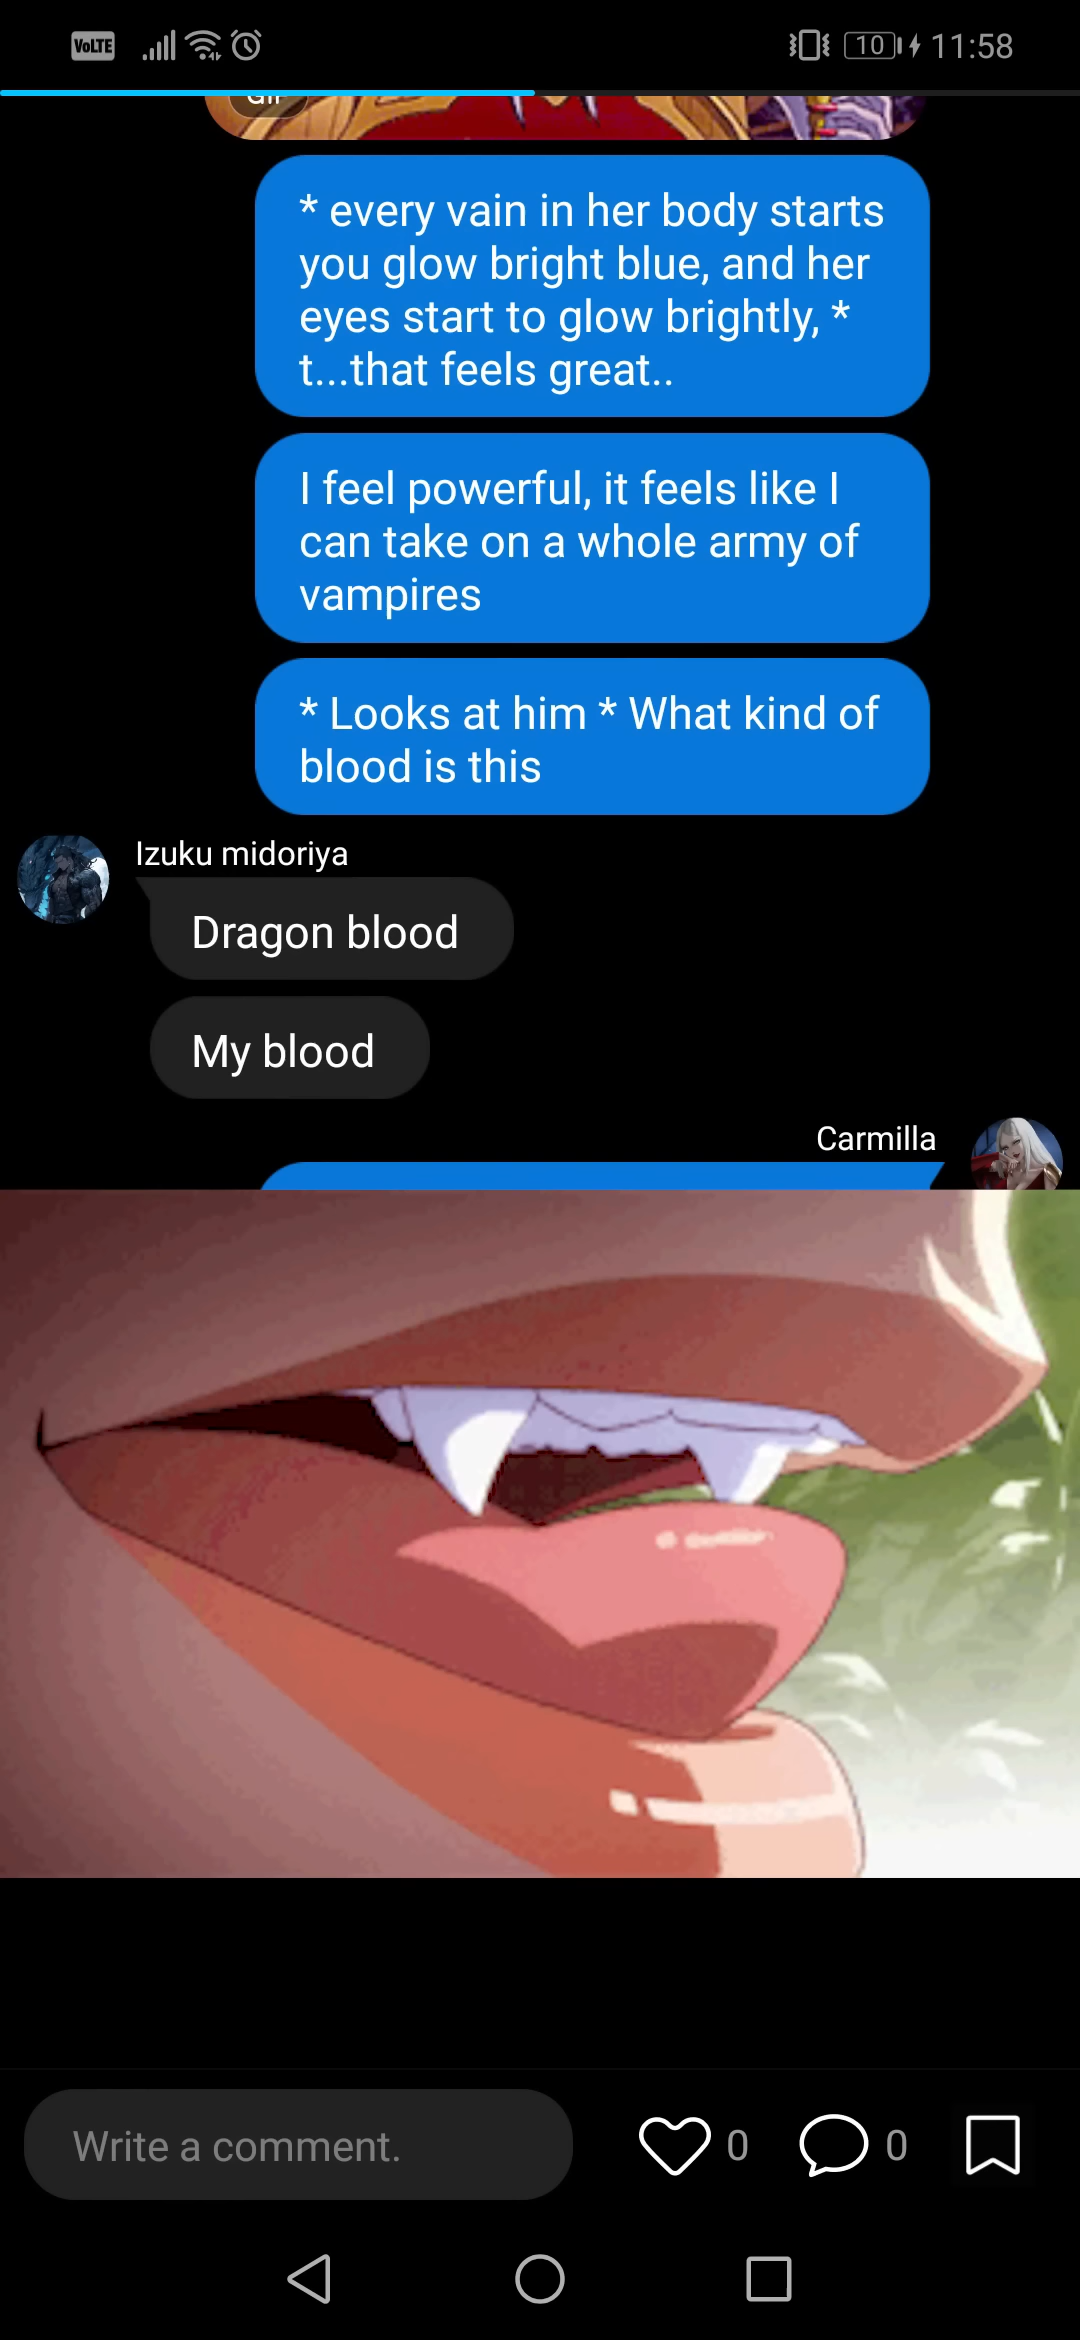 VoLTE
10 11:58
GIF
* every vain in her body starts
you glow bright blue, and her
eyes start to glow brightly, *
t...that feels great..
I feel powerful, it feels like I
can take on a whole army of
vampires
* Looks at him * What kind of
blood is this
Izuku midoriya
Dragon blood
My blood
Carmilla
Write a comment.
0
0